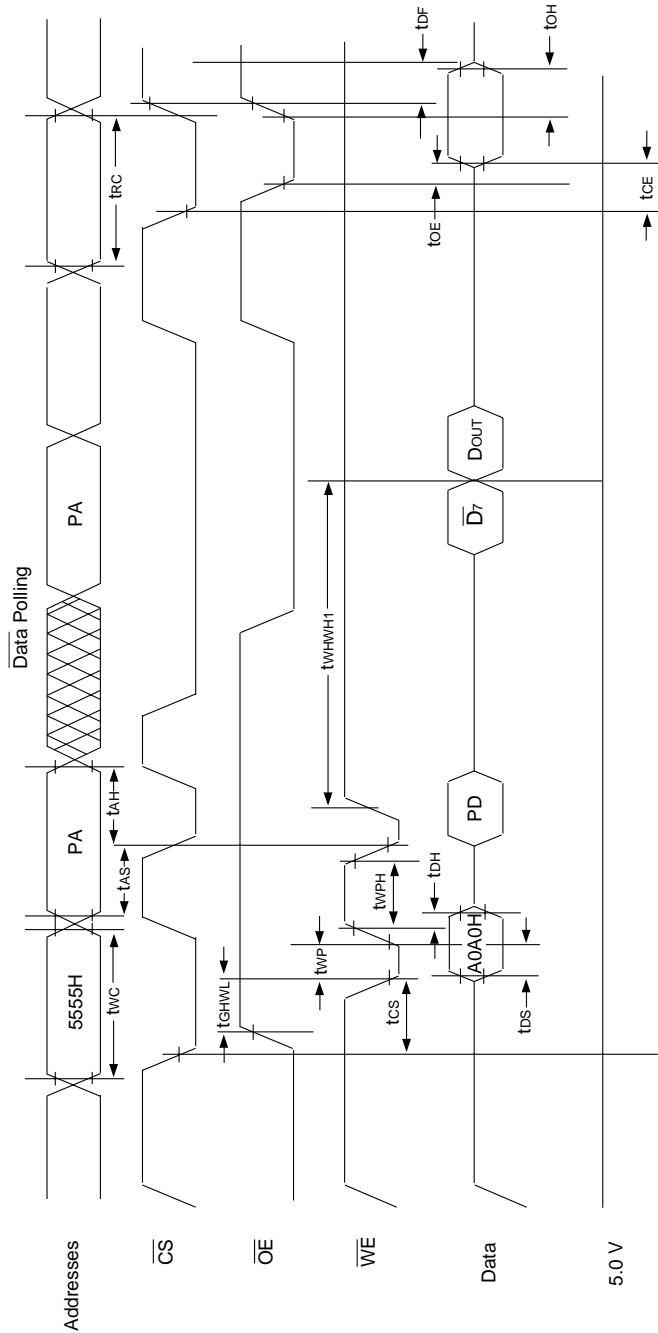 Data Polling
Addresses
5555H
PA
PA
tWC
tAS
tAH
tRC
CS
OE
tGHWL
WE
tWP
tCS
tWPH
tDH
tWHWH1
tOE
tDF
Data
A0A0H
PD
D7
DOUT
tDS
tCE
tOH
5.0 V